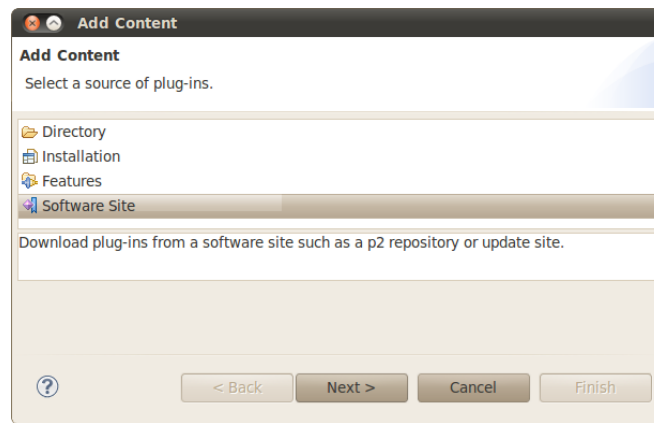 Add Content
Add Content
Select a source of plug-ins.
Directory
Installation
Features
Software Site
Download plug-ins from a software site such as a p2 repository or update site.
?
< Back Next > Cancel Finish